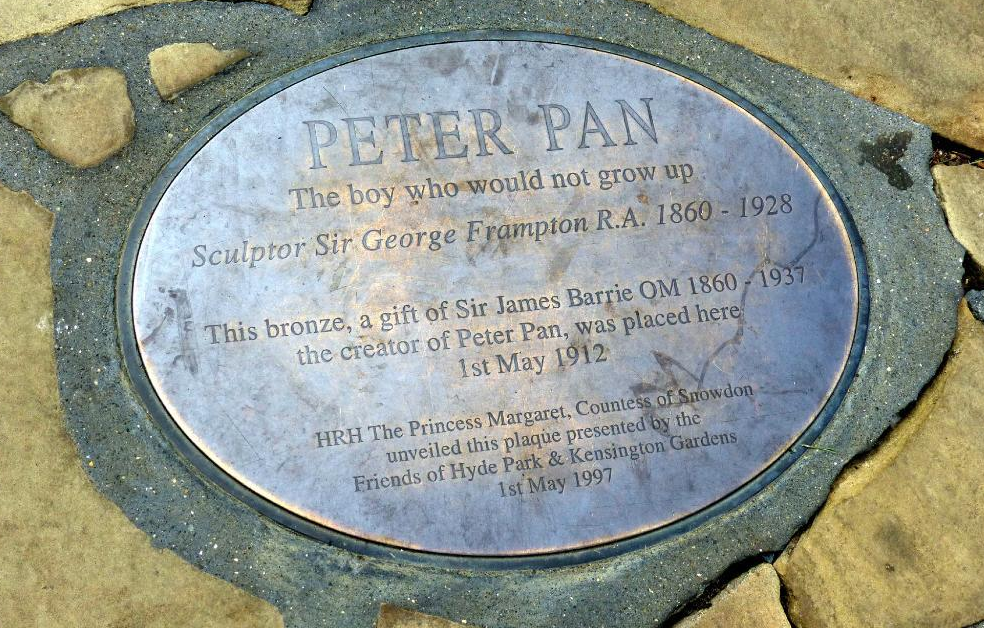 PETER PAN
The boy who would not grow up
Sculptor Sir George Frampton R.A. 1860 - 1928
This bronze, a gift of Sir James Barrie OM 1860 - 1937
the creator of Peter Pan, was placed here
1st May 1912
HRH The Princess Margaret, Countess of Snowdon
unveiled this plaque presented by the
Friends of Hyde Park & Kensington Gardens
1st May 1997